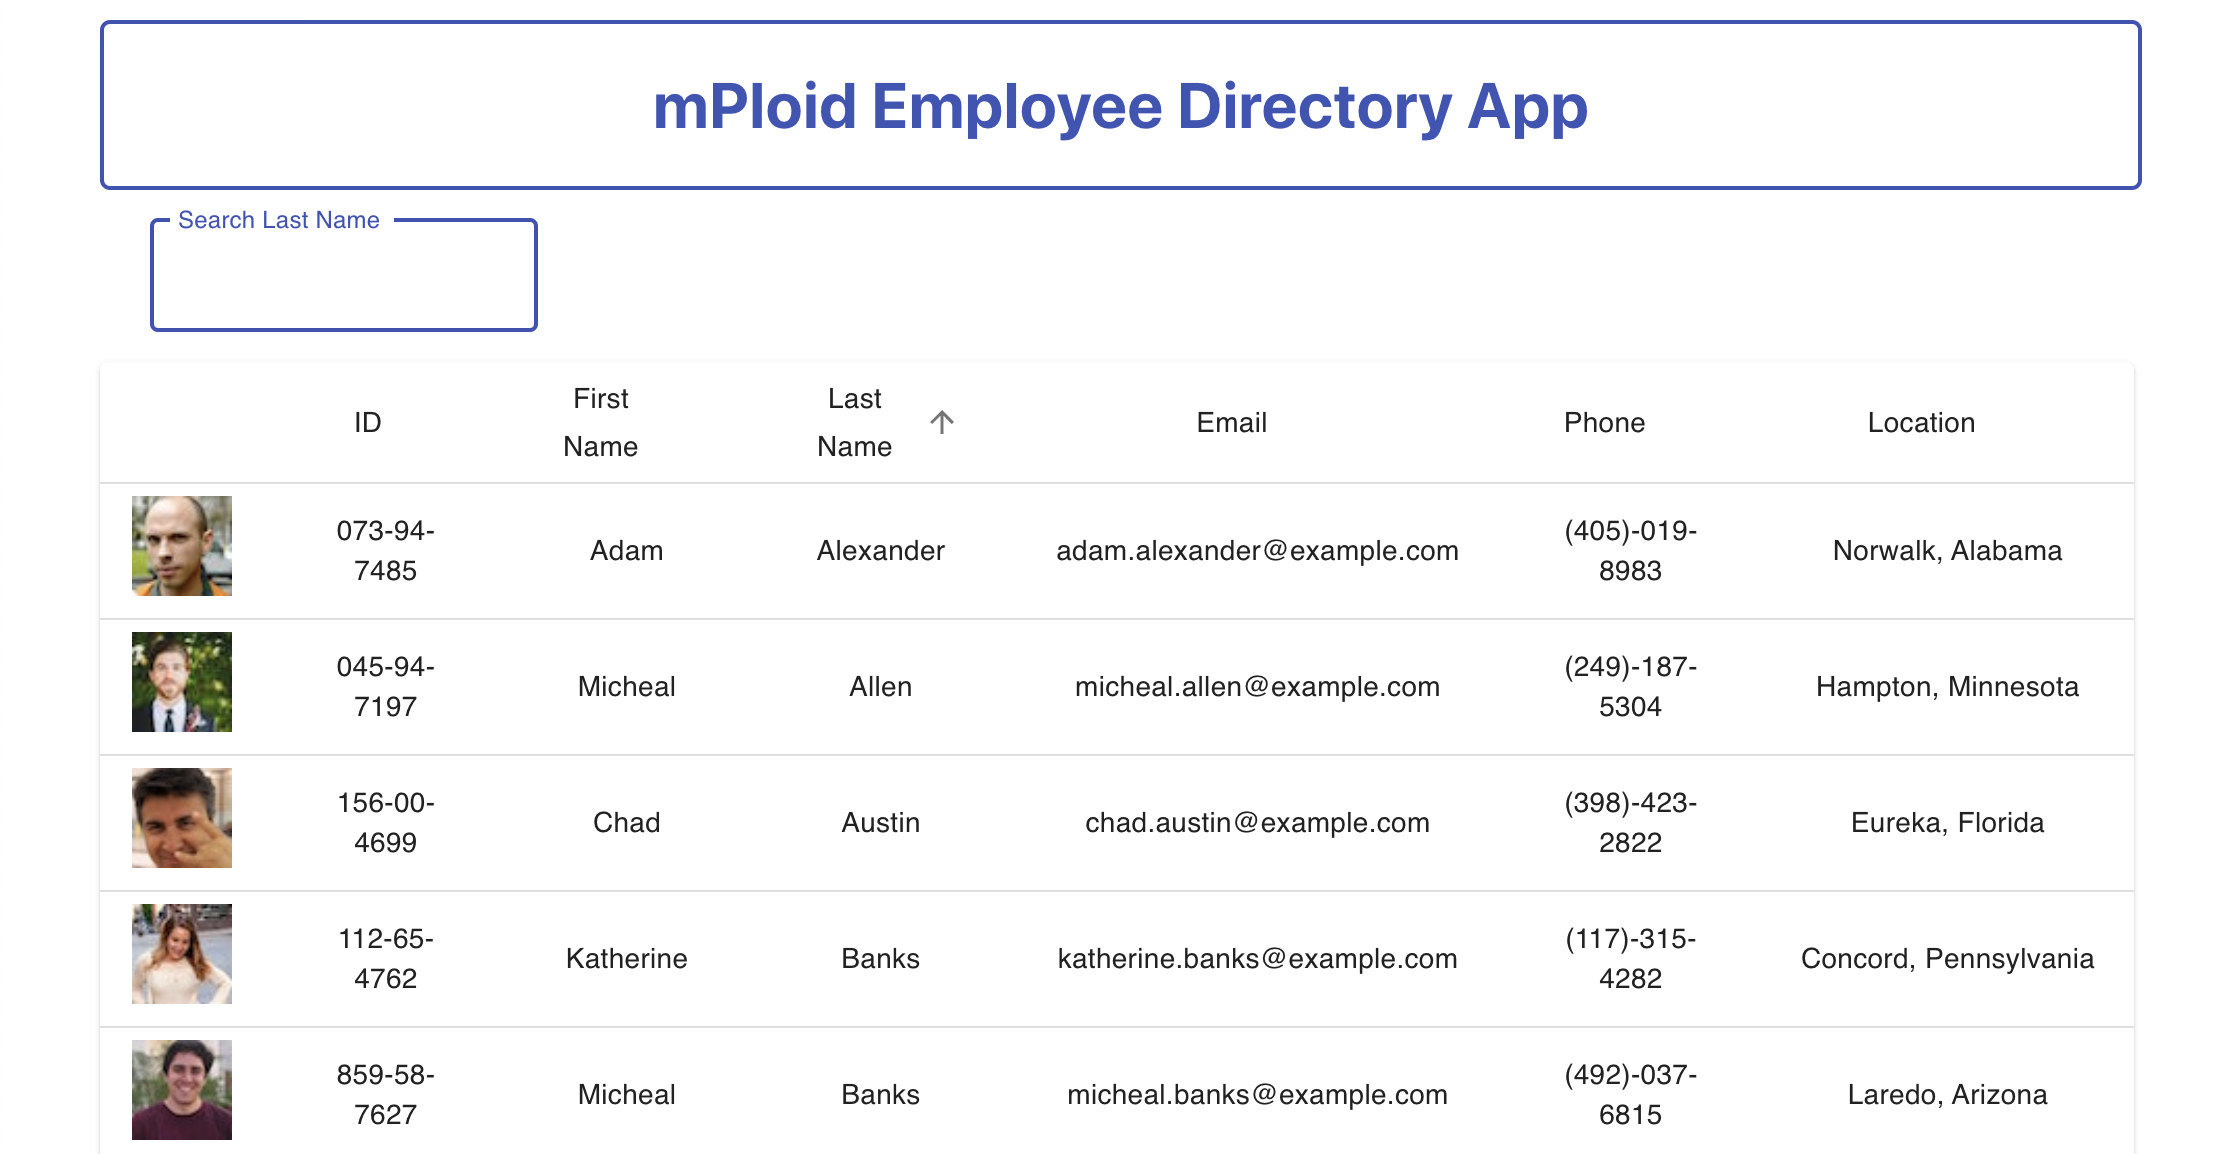 mPloid Employee Directory App
Search Last Name
ID
First
Name
Last
Name
Email
Phone
Location
073-94-
7485
Adam
Alexander
adam.alexander@example.com
(405)-019-
8983
Norwalk, Alabama
045-94-
7197
Micheal
Allen
micheal.allen@example.com
(249)-187-
5304
Hampton, Minnesota
156-00-
4699
Chad
Austin
chad.austin@example.com
(398)-423-
2822
Eureka, Florida
112-65-
4762
Katherine
Banks
katherine.banks@example.com
(117)-315-
4282
Concord, Pennsylvania
859-58-
7627
Micheal
Banks
micheal.banks@example.com
(492)-037-
6815
Laredo, Arizona